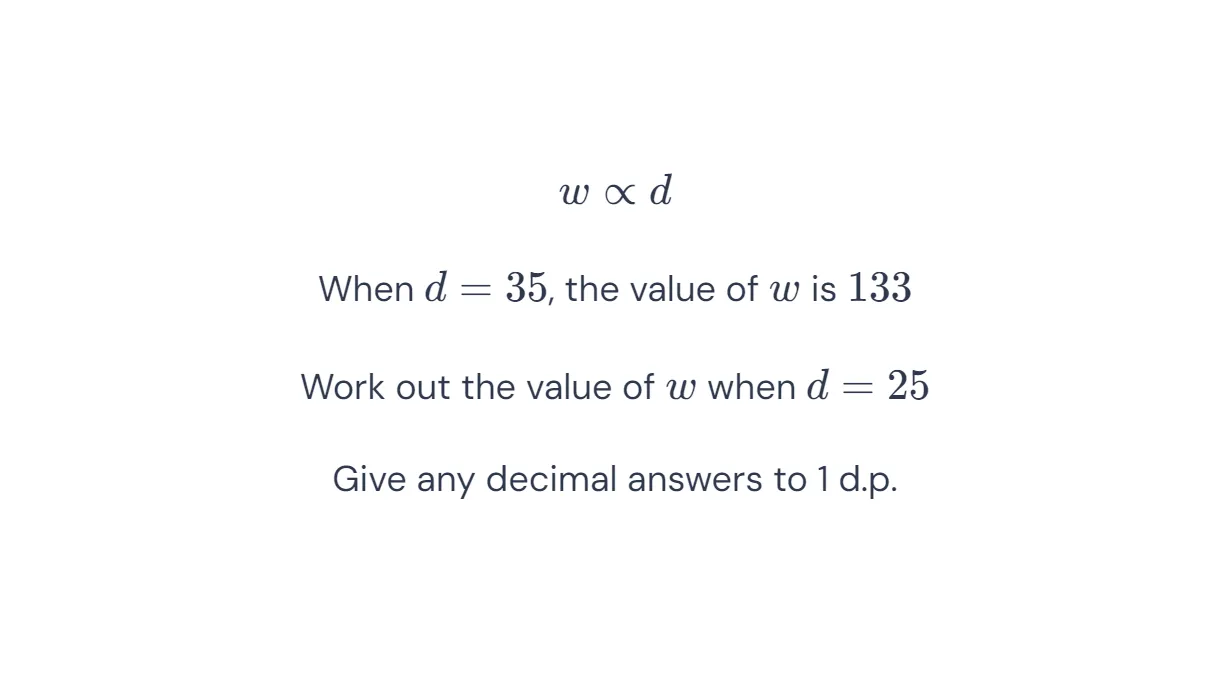 w ∝ d
When d = 35, the value of w is 133
Work out the value of w when d = 25
Give any decimal answers to 1 d.p.